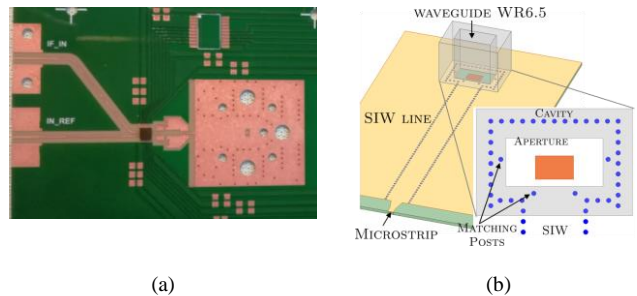 IF_IN
IN_REF
WAVEGUIDE WR6.5
SIW LINE
CAVITY
APERTURE
MICROSTRIP
MATCHING
POSTS
SIW
(a)
(b)